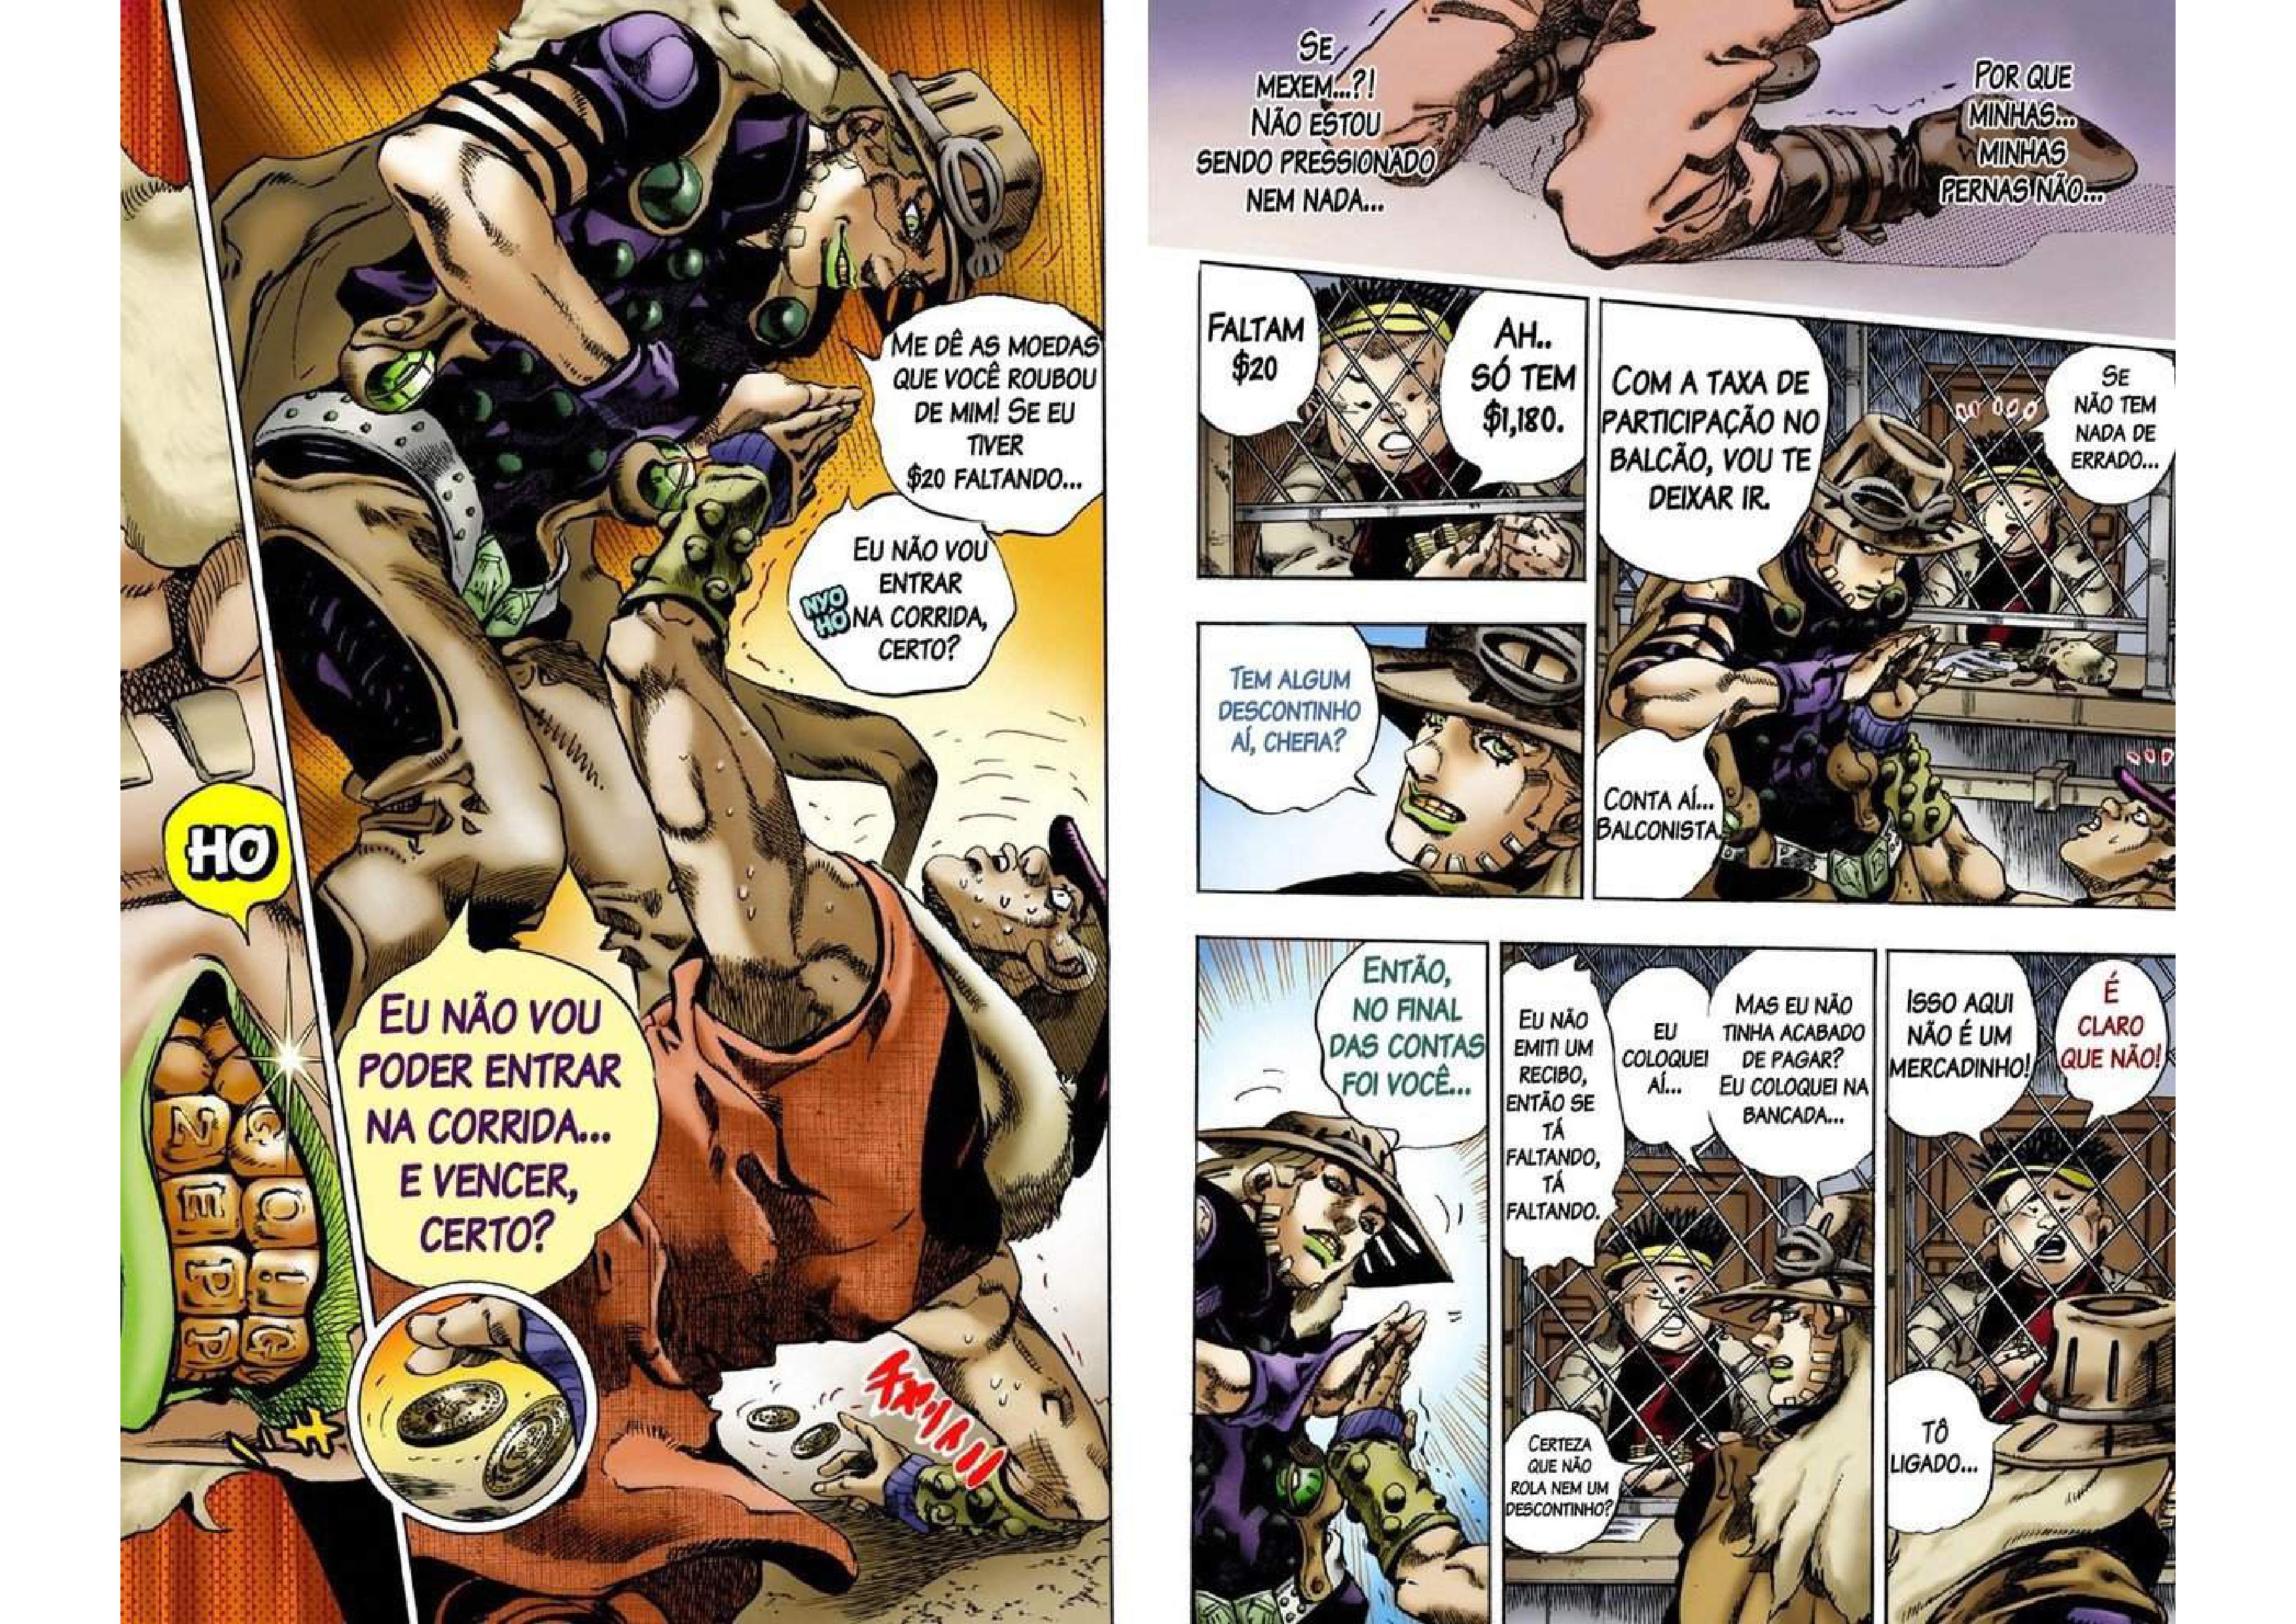 POR QUE
MINHAS...
MINHAS
PERNAS NÃO...
SE
MEXEM...?!
NÃO ESTOU
SENDO PRESSIONADO
NEM NADA...
SE
NÃO TEM
NADA DE
ERRADO...
COM A TAXA DE
PARTICIPAÇÃO NO
BALCÃO, VOU TE
DEIXAR IR.
CONTA AÍ...
BALCONISTA.
AH..
SÓ TEM
$1,180.
FALTAM
$20
TEM ALGUM
DESCONTINHO
AÍ, CHEFIA?
É
CLARO
QUE NÃO!
ISSO AQUI
NÃO É UM
MERCADINHO!
TÔ
LIGADO...
MAS EU NÃO
TINHA ACABADO
DE PAGAR?
EU COLOQUEI NA
BANCADA...
EU
COLOQUEI
AÍ...
EU NÃO
EMITI UM
RECIBO,
ENTÃO SE
TÁ
FALTANDO,
TÁ
FALTANDO.
CERTEZA
QUE NÃO
ROLA NEM UM
DESCONTINHO?
ENTÃO,
NO FINAL
DAS CONTAS
FOI VOCÊ...
ME DÊ AS MOEDAS
QUE VOCÊ ROUBOU
DE MIM! SE EU
TIVER
$20 FALTANDO...
EU NÃO VOU
ENTRAR
NA CORRIDA,
CERTO?
NYO
HO
EU NÃO VOU
PODER ENTRAR
NA CORRIDA...
E VENCER,
CERTO?
HO
GO!G
ZEPP